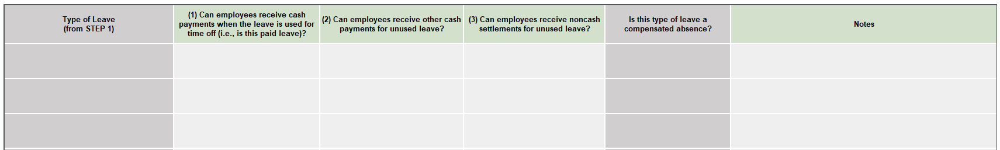 Type of Leave
(from STEP 1)
(1) Can employees receive cash
payments when the leave is used for
time off (i.e., is this paid leave)?
(2) Can employees receive other cash
payments for unused leave?
(3) Can employees receive noncash
settlements for unused leave?
Is this type of leave a
compensated absence?
Notes